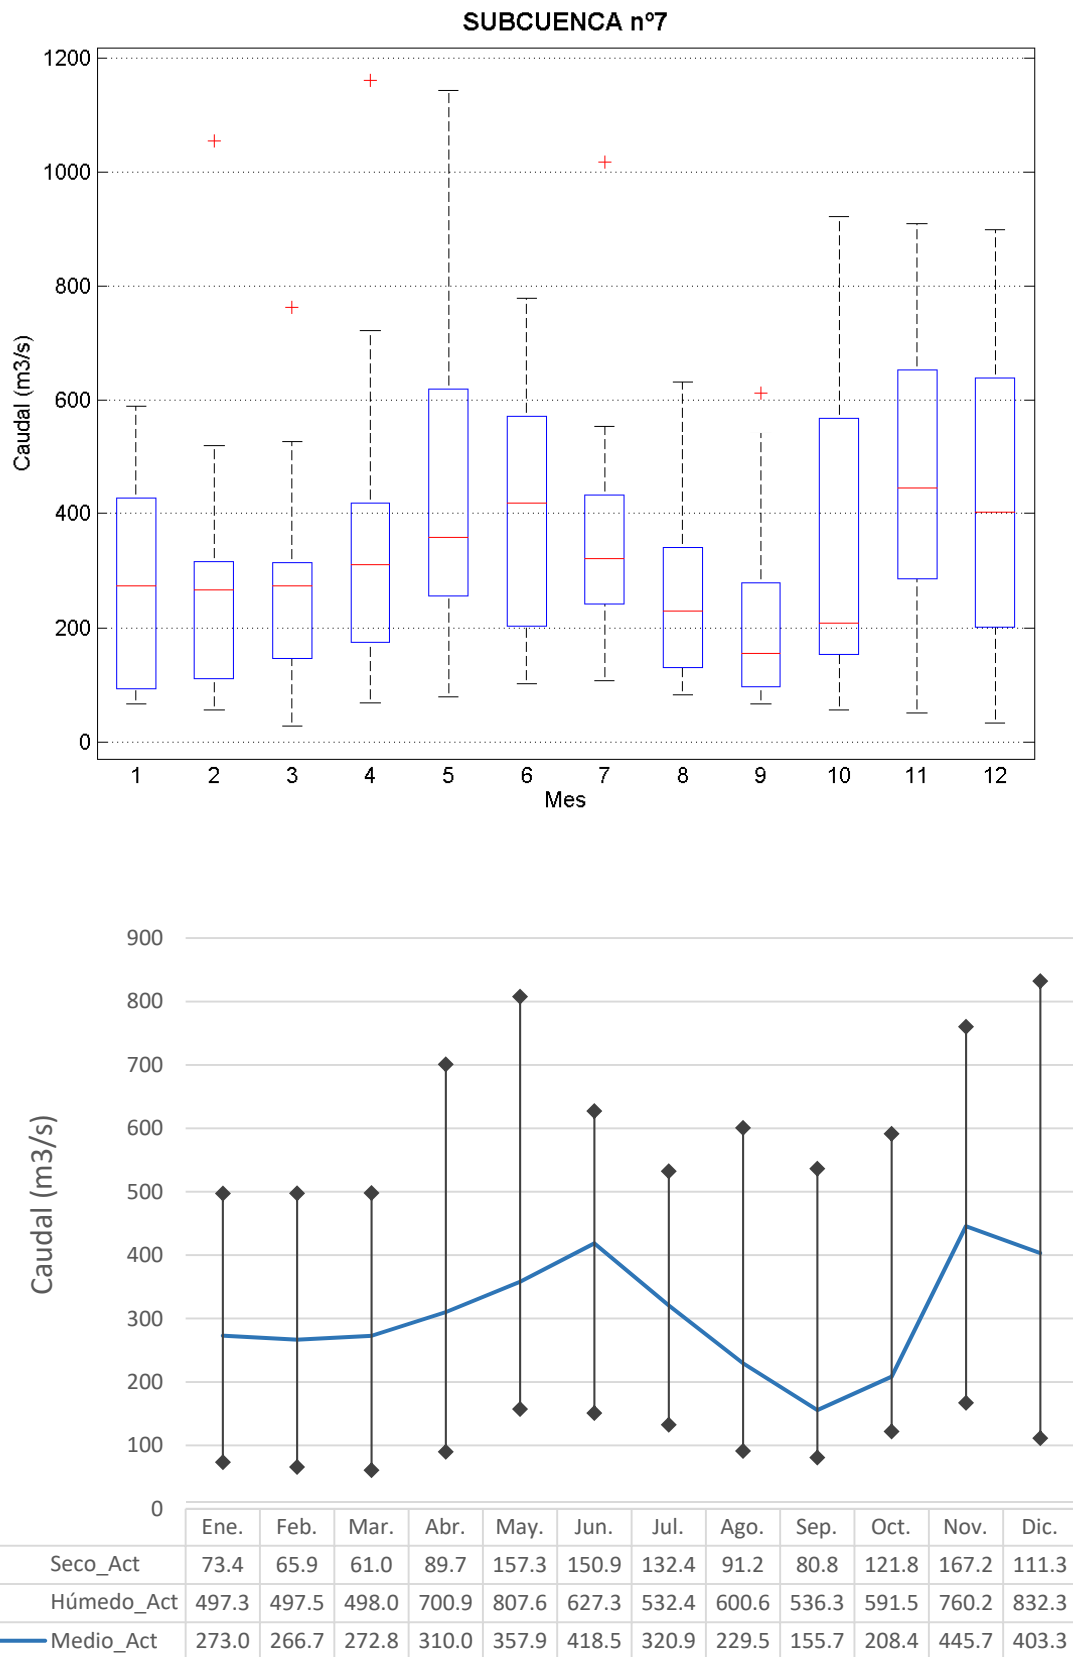 SUBCUENCA nº7
1200
1000
800
600
400
200
0
Caudal (m3/s)
1 2 3 4 5 6 7 8 9 10 11 12
Mes
900
800
700
600
500
400
300
200
100
0
Caudal (m3/s)
Ene. Feb. Mar. Abr. May. Jun. Jul. Ago. Sep. Oct. Nov. Dic.
Seco_Act 73.4 65.9 61.0 89.7 157.3 150.9 132.4 91.2 80.8 121.8 167.2 111.3
Húmedo_Act 497.3 497.5 498.0 700.9 807.6 627.3 532.4 600.6 536.3 591.5 760.2 832.3
Medio_Act 273.0 266.7 272.8 310.0 357.9 418.5 320.9 229.5 155.7 208.4 445.7 403.3